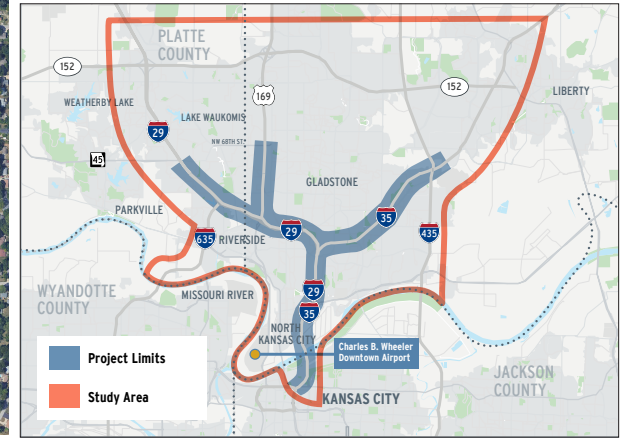 PLATTE
COUNTY
152
169
152
LIBERTY
WEATHERBY LAKE
LAKE WAUKOMIS
29
NW 68TH ST.
45
GLADSTONE
PARKVILLE
635
RIVERSIDE
29
35
435
WYANDOTTE
COUNTY
MISSOURI RIVER
29
35
NORTH
KANSAS CITY
Charles B. Wheeler
Downtown Airport
JACKSON
COUNTY
KANSAS CITY
Project Limits
Study Area